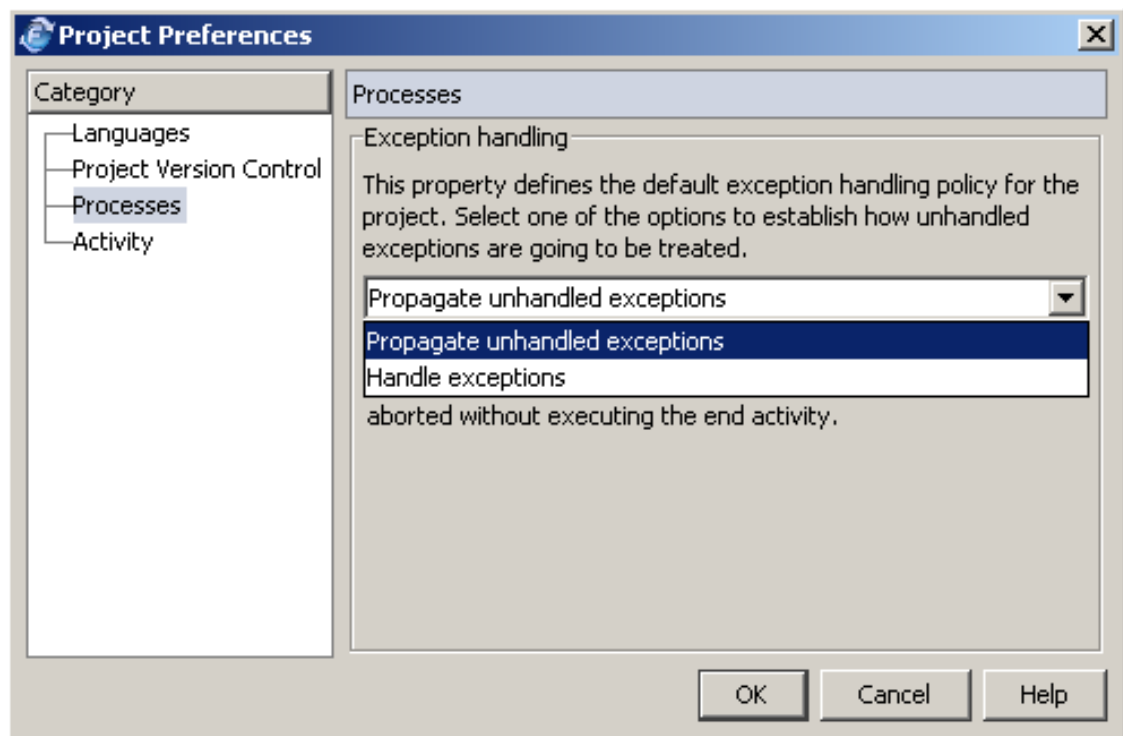 Project Preferences
Category
Languages
Project Version Control
Processes
Activity
Processes
Exception handling
This property defines the default exception handling policy for the
project. Select one of the options to establish how unhandled
exceptions are going to be treated.
Propagate unhandled exceptions
Propagate unhandled exceptions
Handle exceptions
aborted without executing the end activity.
OK
Cancel
Help